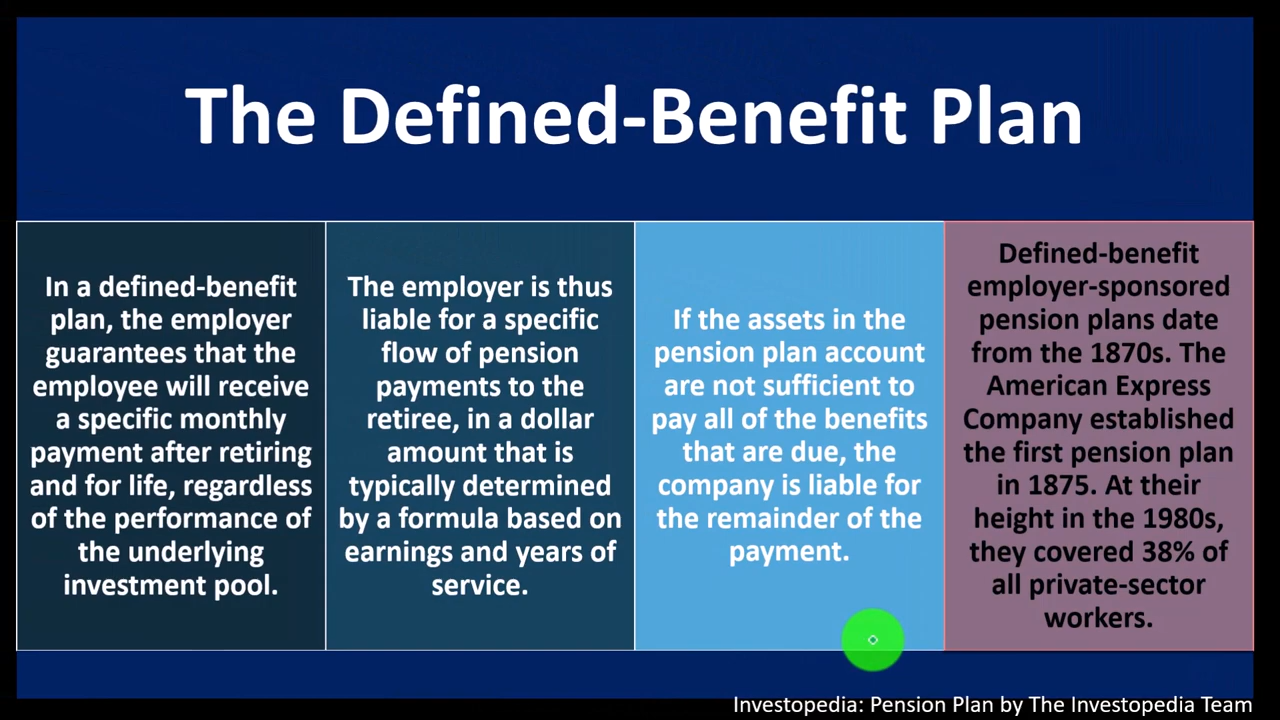 The Defined-Benefit Plan
In a defined-benefit
plan, the employer
guarantees that the
employee will receive
a specific monthly
payment after retiring
and for life, regardless
of the performance of
the underlying
investment pool.
The employer is thus
liable for a specific
flow of pension
payments to the
retiree, in a dollar
amount that is
typically determined
by a formula based on
earnings and years of
service.
If the assets in the
pension plan account
are not sufficient to
pay all of the benefits
that are due, the
company is liable for
the remainder of the
payment.
Defined-benefit
employer-sponsored
pension plans date
from the 1870s. The
American Express
Company established
the first pension plan
in 1875. At their
height in the 1980s,
they covered 38% of
all private-sector
workers.
Investopedia: Pension Plan by The Investopedia Team